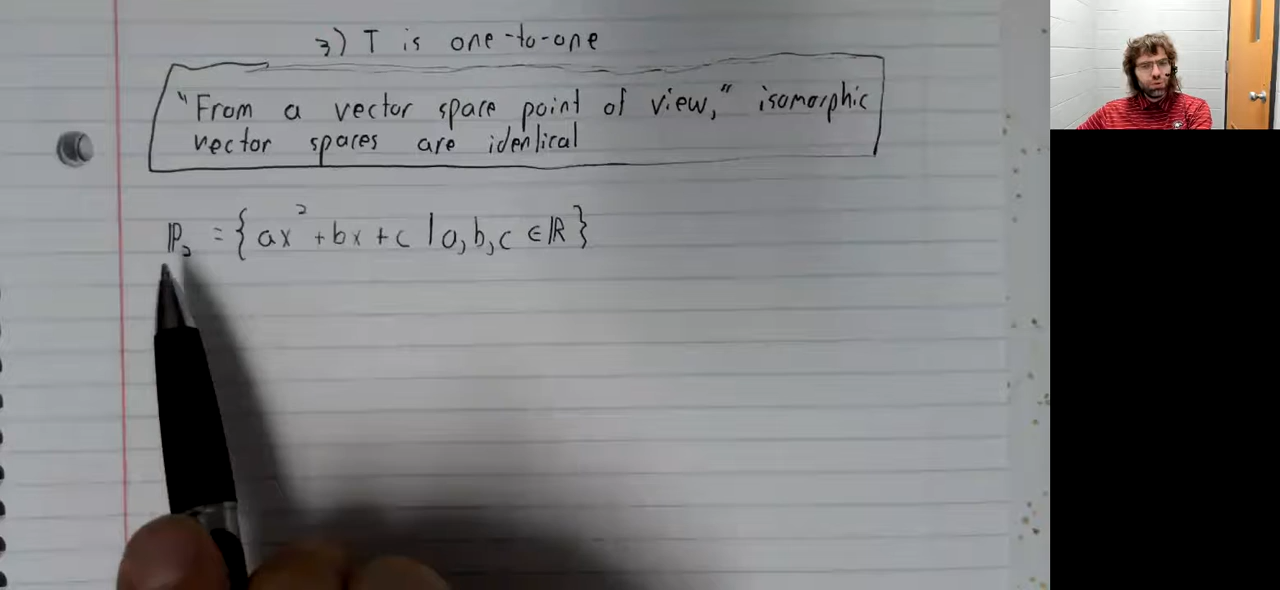 3) T is one-to-one
"From a vector space point of view," isomorphic
vector spaces are identical
ℙ₂ = { ax² + bx + c | a, b, c ∈ ℝ }